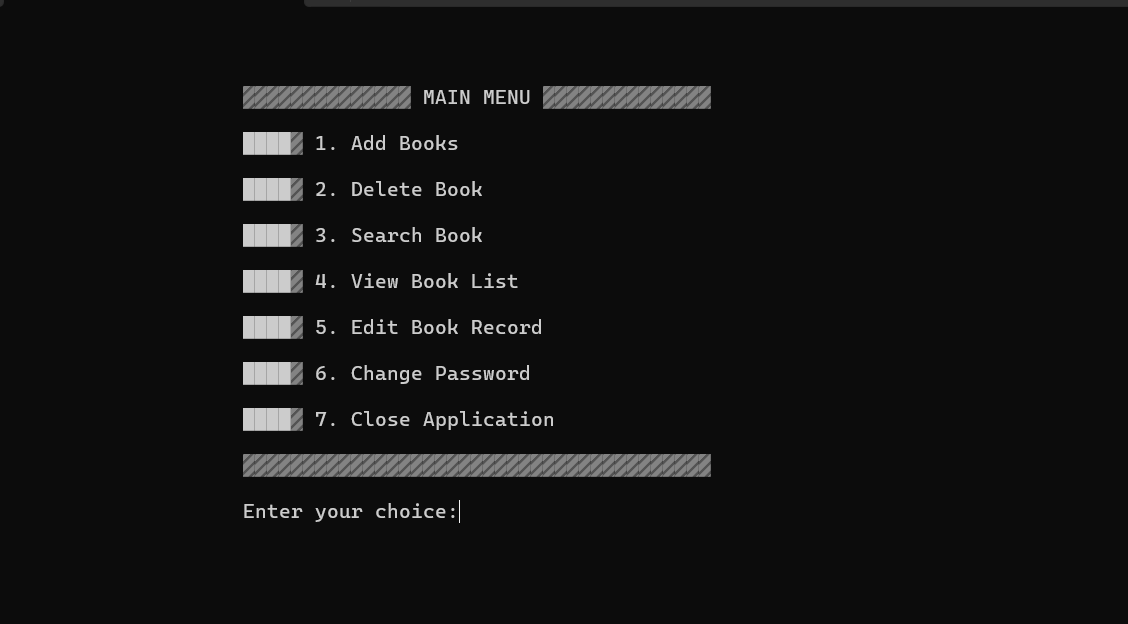 MAIN MENU
1. Add Books
2. Delete Book
3. Search Book
4. View Book List
5. Edit Book Record
6. Change Password
7. Close Application
Enter your choice: